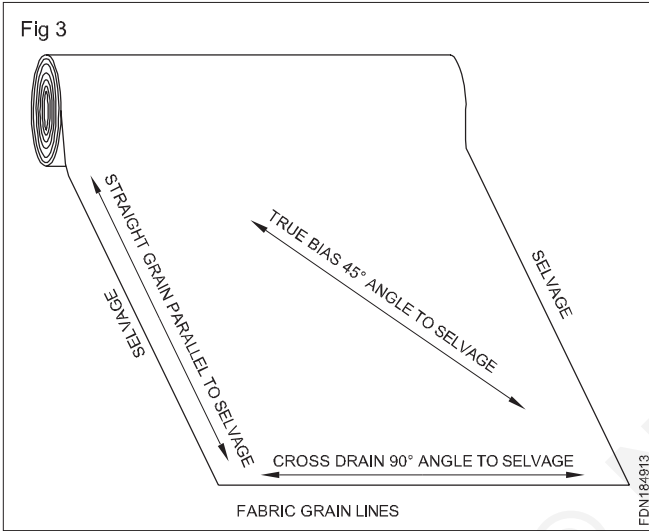 Fig 3
STRAIGHT GRAIN PARALLEL TO SELVAGE
SELVAGE
TRUE BIAS 45° ANGLE TO SELVAGE
SELVAGE
CROSS DRAIN 90° ANGLE TO SELVAGE
FABRIC GRAIN LINES
FDN184913